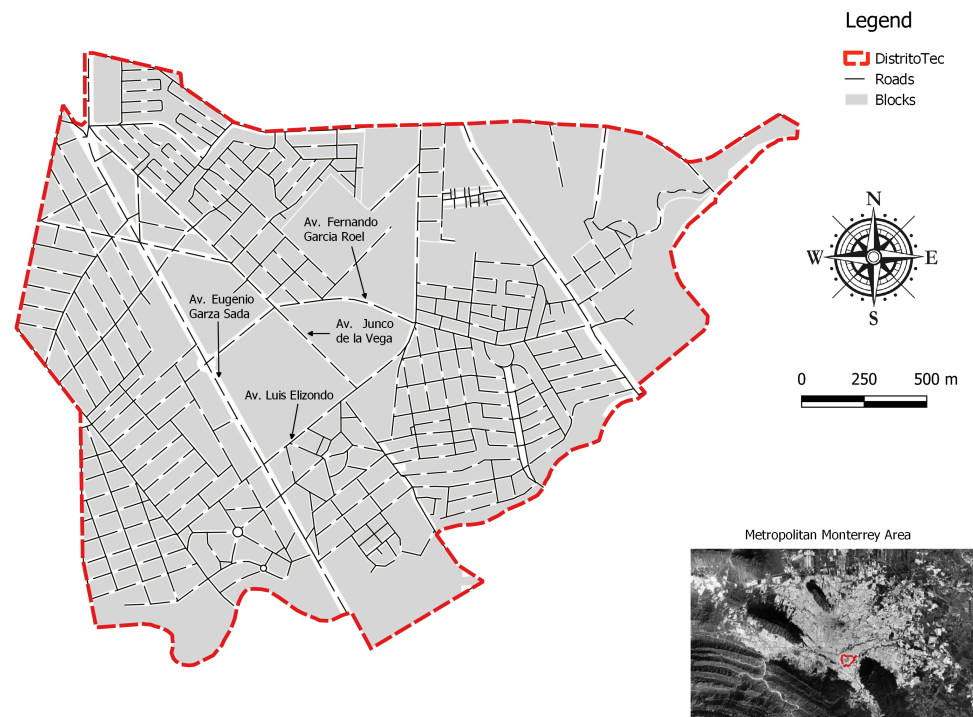 Legend
DistritoTec
Roads
Blocks
Av. Fernando
Garcia Roel
N
W
E
S
Av. Eugenio
Garza Sada
Av. Junco
de la Vega
0 250 500 m
Av. Luis Elizondo
Metropolitan Monterrey Area